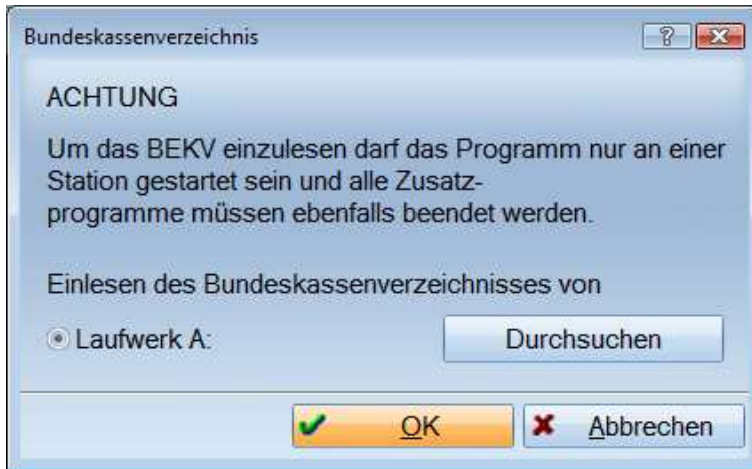 Bundeskassenverzeichnis
ACHTUNG
Um das BEKV einzulesen darf das Programm nur an einer
Station gestartet sein und alle Zusatz-
programme müssen ebenfalls beendet werden.
Einlesen des Bundeskassenverzeichnisses von
Laufwerk A:
Durchsuchen
OK
Abbrechen